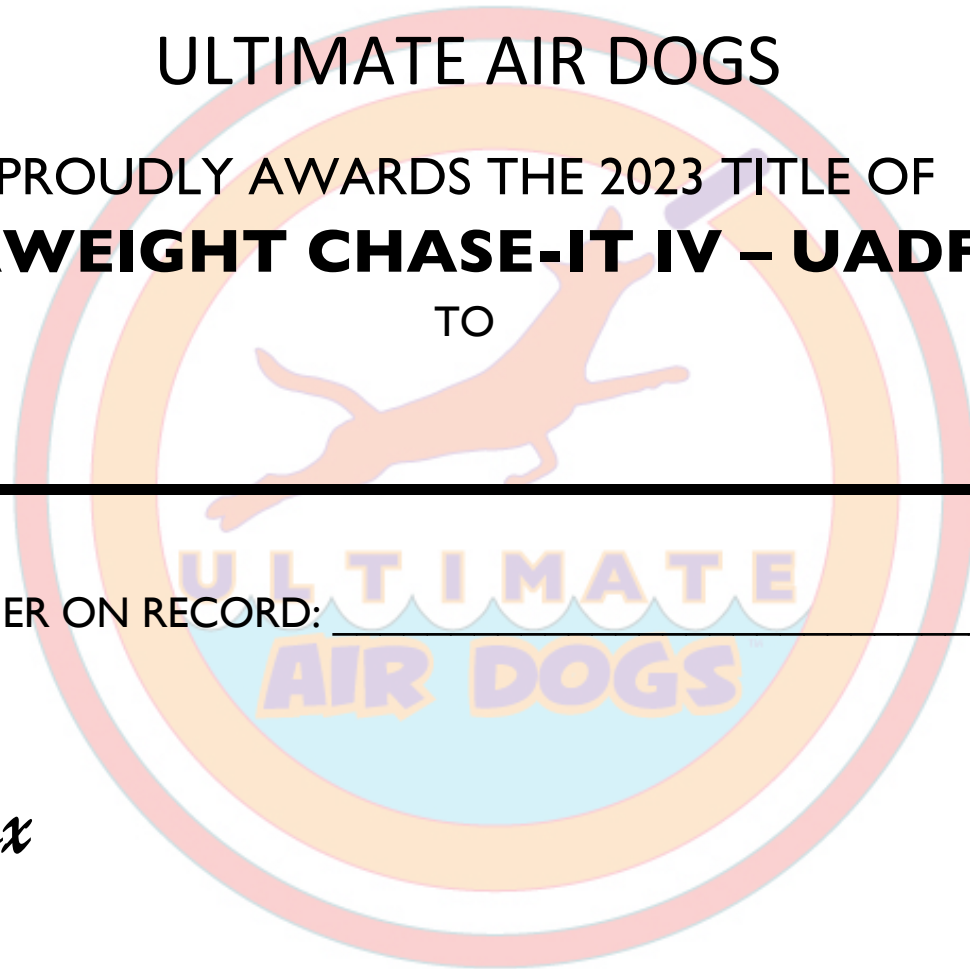 ULTIMATE AIR DOGS
PROUDLY AWARDS THE 2023 TITLE OF
WEIGHT CHASE-IT IV – UADF
TO
ULTIMATE
ER ON RECORD:
AIR DOGS
TM
x